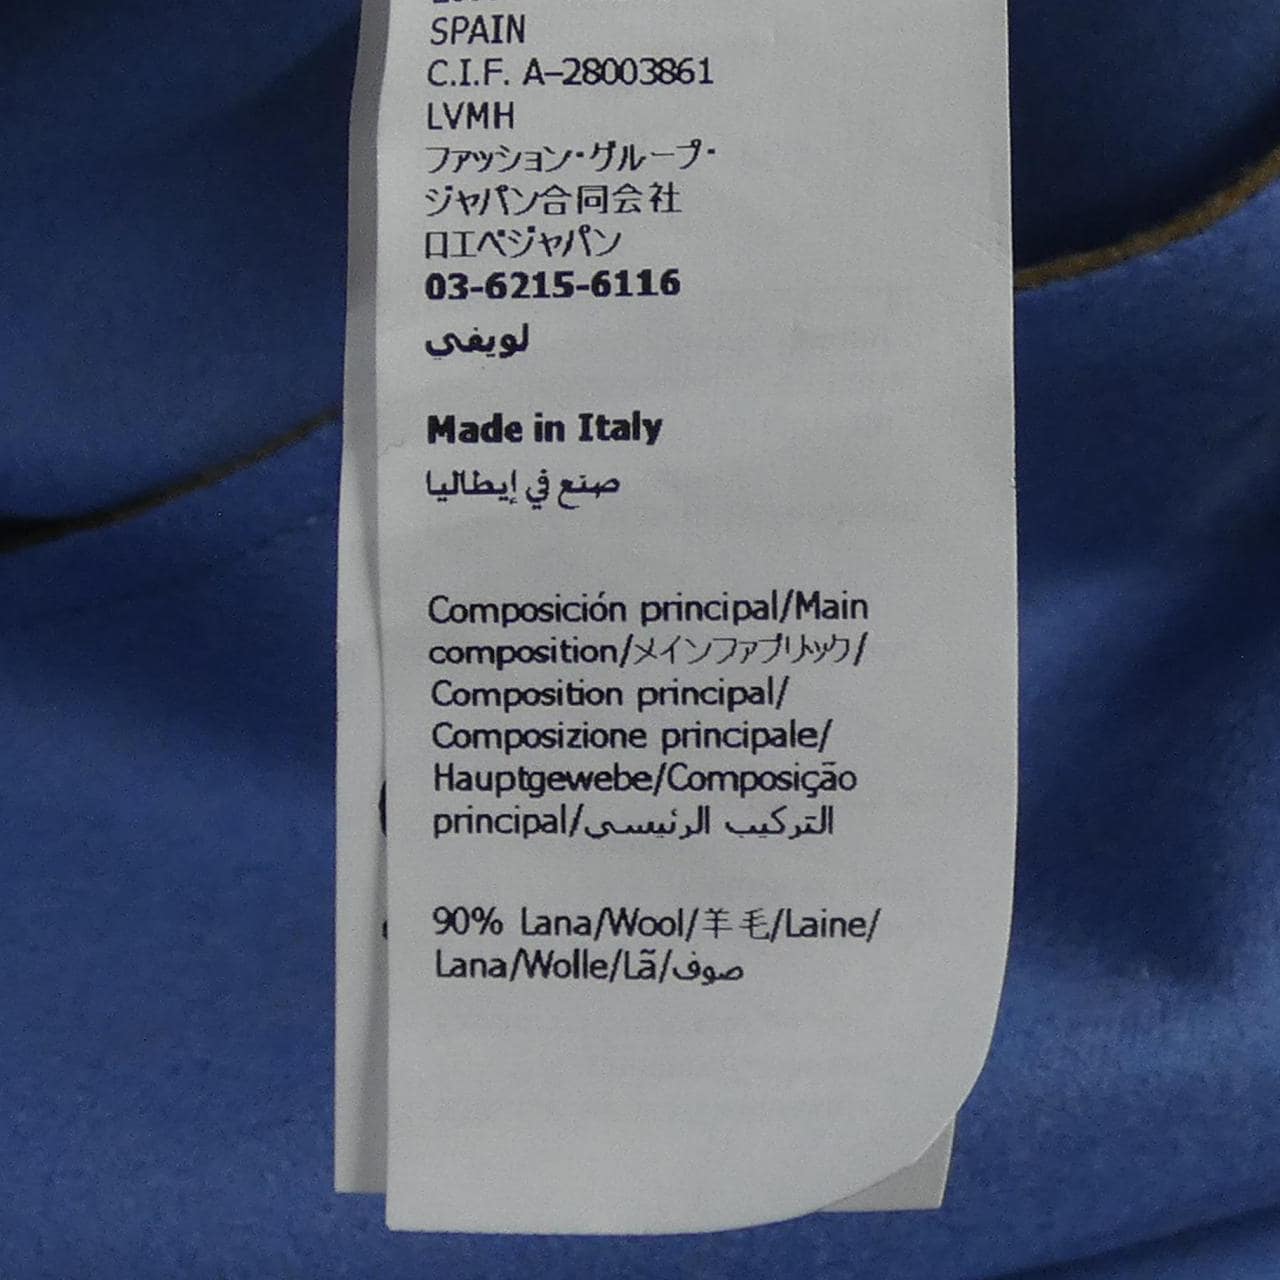 SPAIN
C.I.F. A-28003861
LVMH
ファッション・グループ・
ジャパン合同会社
ロエベジャパン
03-6215-6116
لويفي
Made in Italy
صنع في إيطاليا
Composición principal/Main
composition/メインファブリック/
Composition principal/
Composizione principale/
Hauptgewebe/Composição
principal/التركيب الرئيسي
90% Lana/Wool/羊毛/Laine/
Lana/Wolle/Lã/صوف